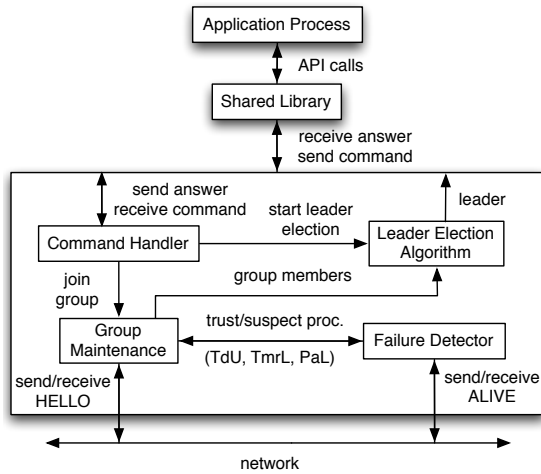 Application Process
API calls
Shared Library
receive answer
send command
send answer
receive command
leader
start leader
election
Command Handler
Leader Election
Algorithm
join
group
group members
Group
Maintenance
trust/suspect proc.
(TdU, TmrL, PaL)
Failure Detector
send/receive
HELLO
send/receive
ALIVE
network